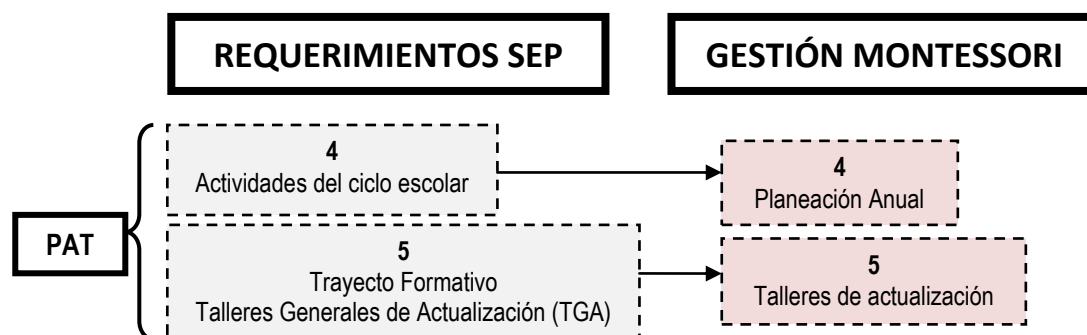 REQUERIMIENTOS SEP
GESTIÓN MONTESSORI
PAT
4
Actividades del ciclo escolar
4
Planeación Anual
5
Trayecto Formativo
Talleres Generales de Actualización (TGA)
5
Talleres de actualización